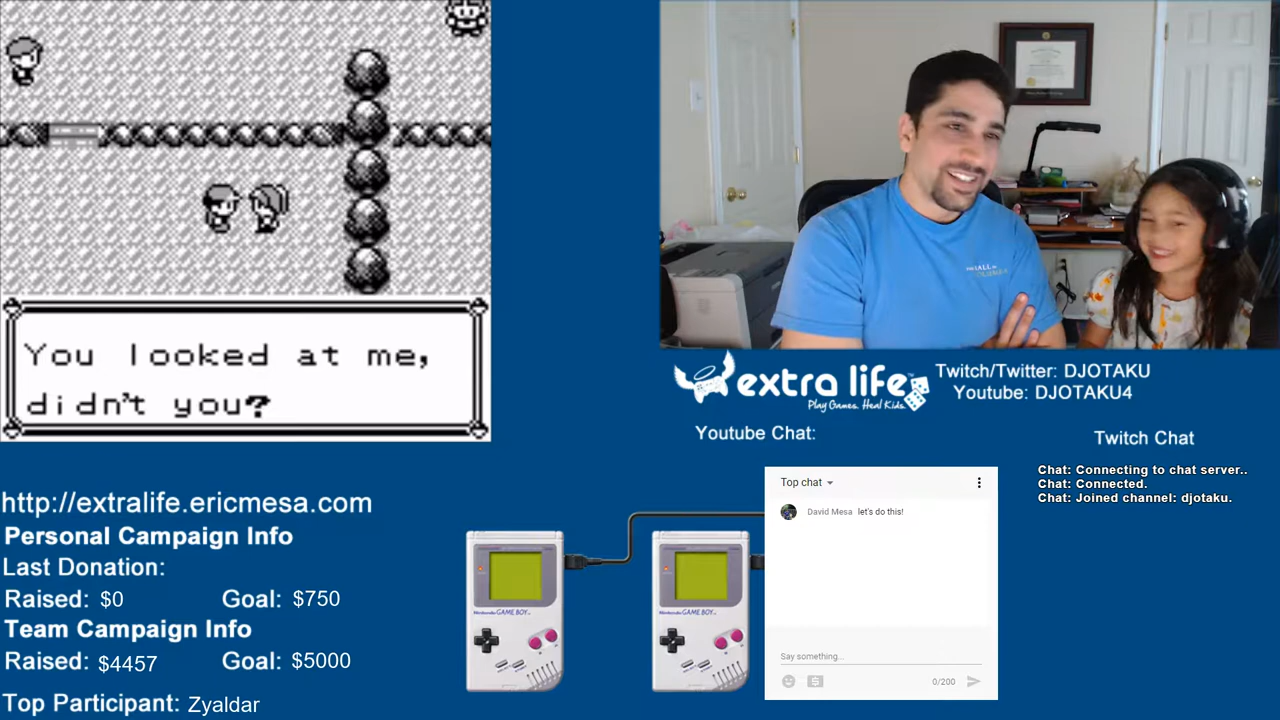 You looked at me,
didn't you?
extra life
Play Games. Heal Kids.
Twitch/Twitter: DJOTAKU
Youtube: DJOTAKU4
Youtube Chat:
Twitch Chat
Top chat
David Mesa let's do this!
Say something...
0/200
Chat: Connecting to chat server..
Chat: Connected.
Chat: Joined channel: djotaku.
http://extralife.ericmesa.com
Personal Campaign Info
Last Donation:
Raised: $0 Goal: $750
Team Campaign Info
Raised: $4457 Goal: $5000
Top Participant: Zyaldar
Nintendo GAME BOY
Nintendo GAME BOY